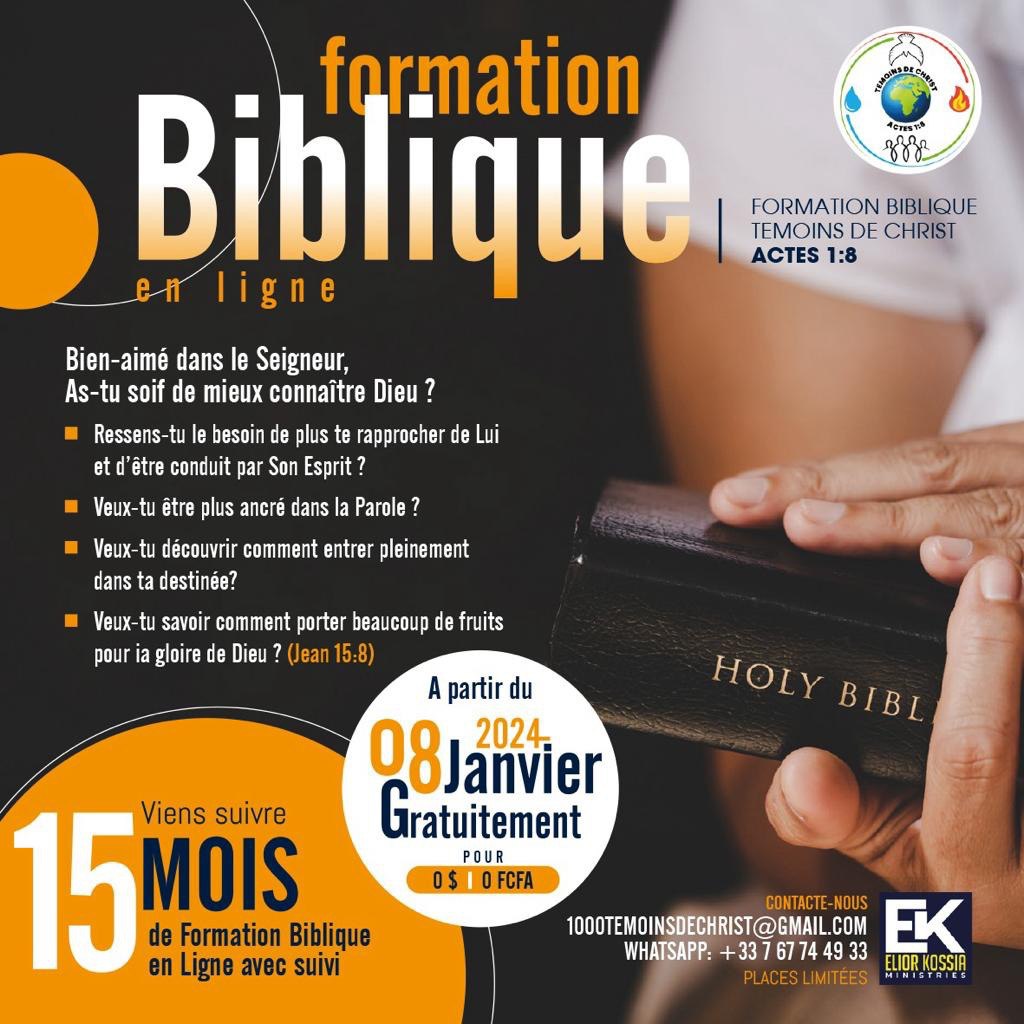 formation
Biblique
en ligne
TEMOINS DE CHRIST
ACTES 1:8
FORMATION BIBLIQUE
TEMOINS DE CHRIST
ACTES 1:8
Bien-aimé dans le Seigneur,
As-tu soif de mieux connaître Dieu ?
Ressens-tu le besoin de plus te rapprocher de Lui
et d'être conduit par Son Esprit ?
Veux-tu être plus ancré dans la Parole ?
Veux-tu découvrir comment entrer pleinement
dans ta destinée?
Veux-tu savoir comment porter beaucoup de fruits
pour ia gloire de Dieu ? (Jean 15:8)
HOLY BIBL
A partir du
08 Janvier 2024
Gratuitement
POUR
0 $ | 0 FCFA
Viens suivre
15 MOIS
de Formation Biblique
en Ligne avec suivi
CONTACTE-NOUS
1000TEMOINSDECHRIST@GMAIL.COM
WHATSAPP: +33 7 67 74 49 33
PLACES LIMITÉES
EK
ELIOR KOSSIA
MINISTRIES